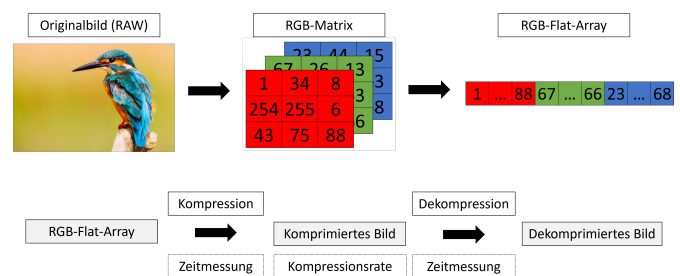 Originalbild (RAW)
RGB-Matrix
RGB-Flat-Array
23 44 15
67 26 13
3
1 34 8
3
8
254 255 6
6
43 75 88
1 ... 88 67 ... 66 23 ... 68
Kompression
Dekompression
RGB-Flat-Array
Komprimiertes Bild
Dekomprimiertes Bild
Zeitmessung
Kompressionsrate
Zeitmessung